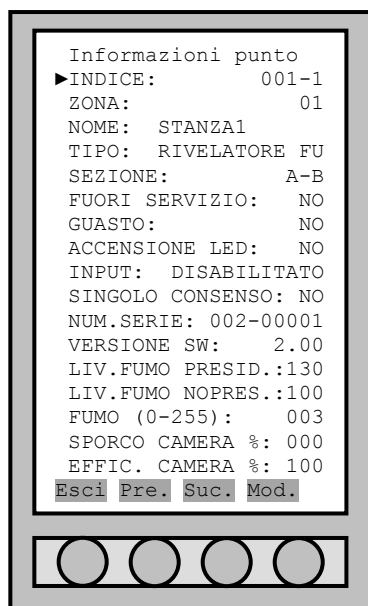 Informazioni punto
►INDICE: 001-1
ZONA: 01
NOME: STANZA1
TIPO: RIVELATORE FU
SEZIONE: A-B
FUORI SERVIZIO: NO
GUASTO: NO
ACCENSIONE LED: NO
INPUT: DISABILITATO
SINGOLO CONSENSO: NO
NUM.SERIE: 002-00001
VERSIONE SW: 2.00
LIV.FUMO PRESID.:130
LIV.FUMO NOPRES.:100
FUMO (0-255): 003
SPORCO CAMERA %: 000
EFFIC. CAMERA %: 100
Esci Pre. Suc. Mod.